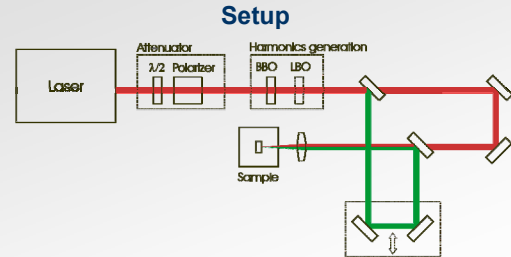 Setup
Attenuator
Harmonics generation
λ/2 Polarizer
BBO LBO
Laser
Sample